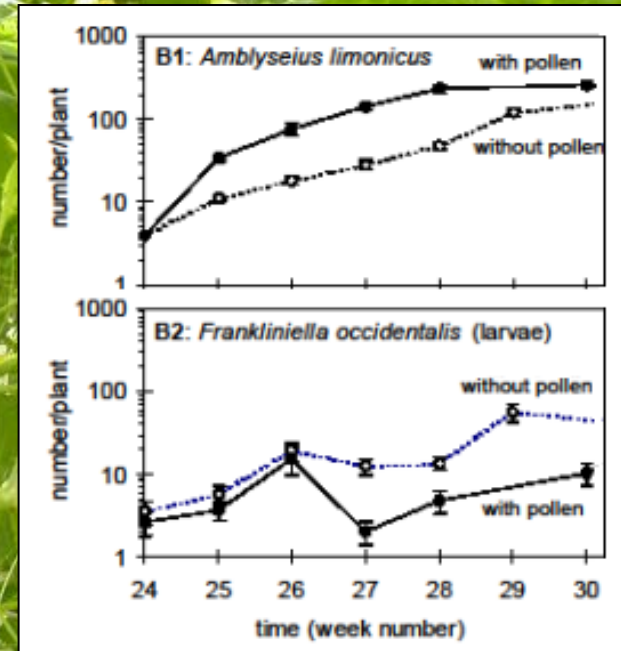 1000
B1: Amblyseius limonicus
with pollen
100
without pollen
10
1
number/plant
1000
B2: Frankliniella occidentalis (larvae)
without pollen
100
10
with pollen
1
number/plant
24 25 26 27 28 29 30
time (week number)